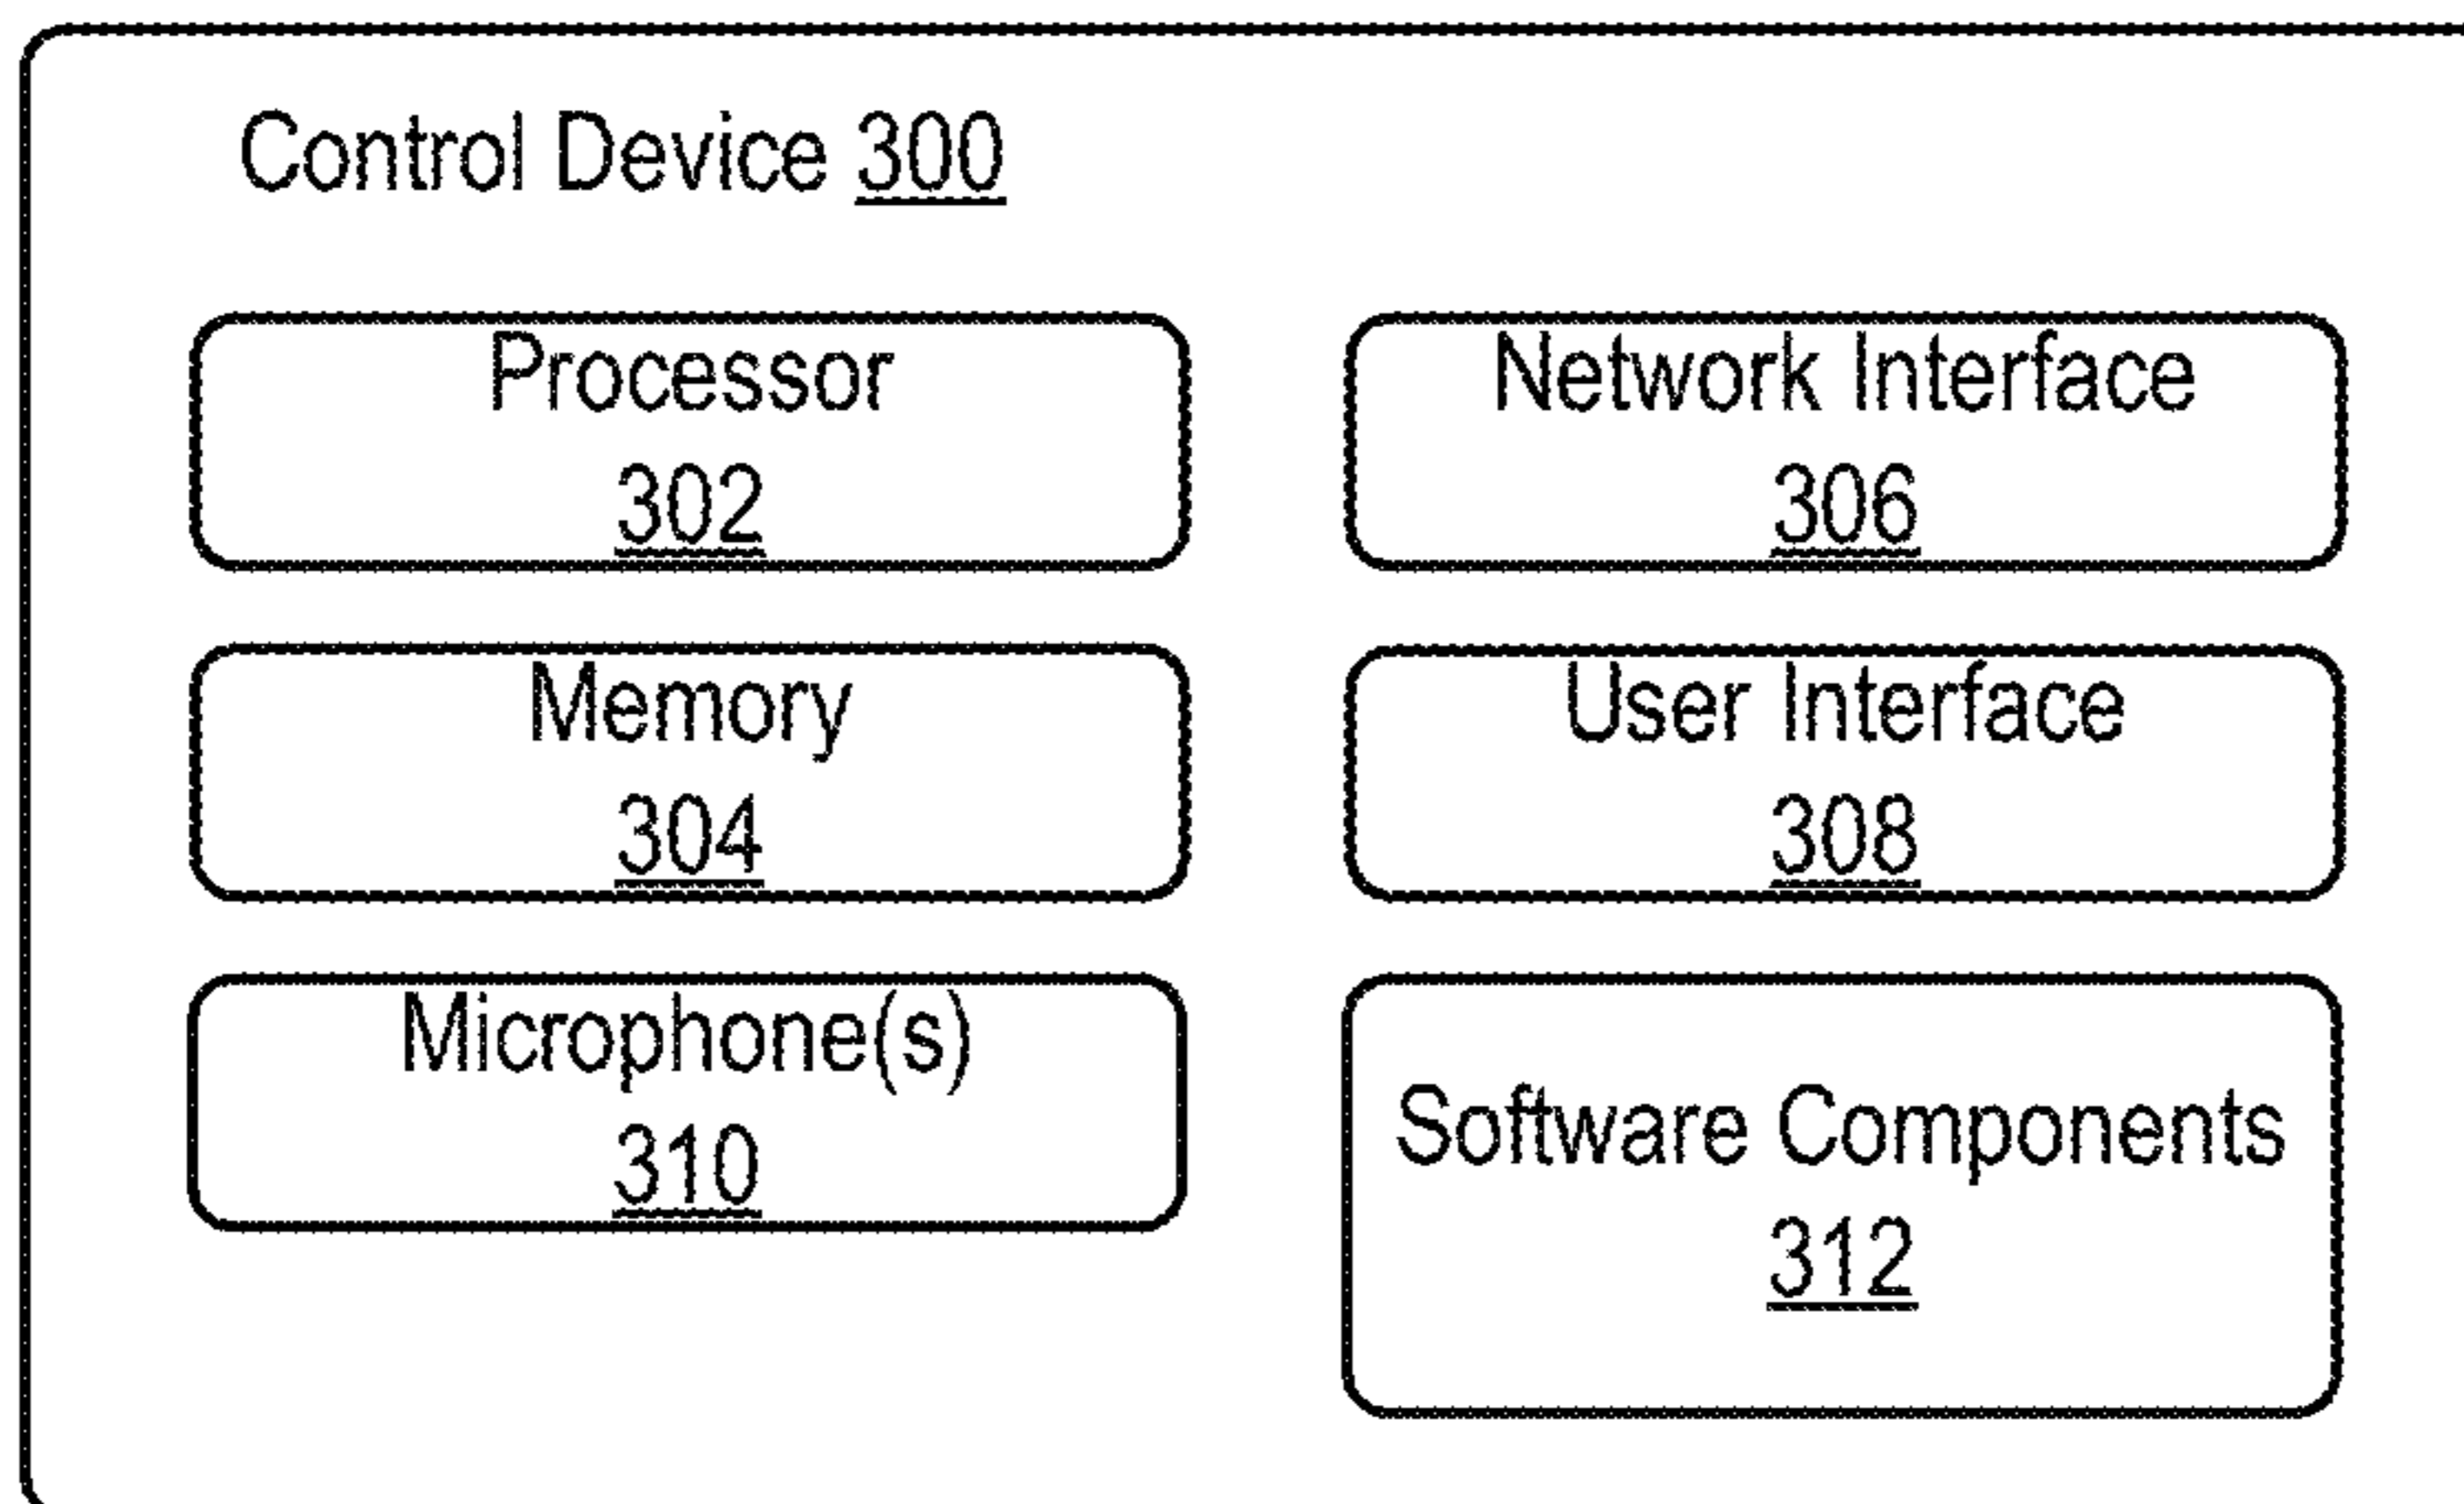 Control Device 300
Processor
302
Network Interface
306
Memory
304
User Interface
308
Microphone(s)
310
Software Components
312